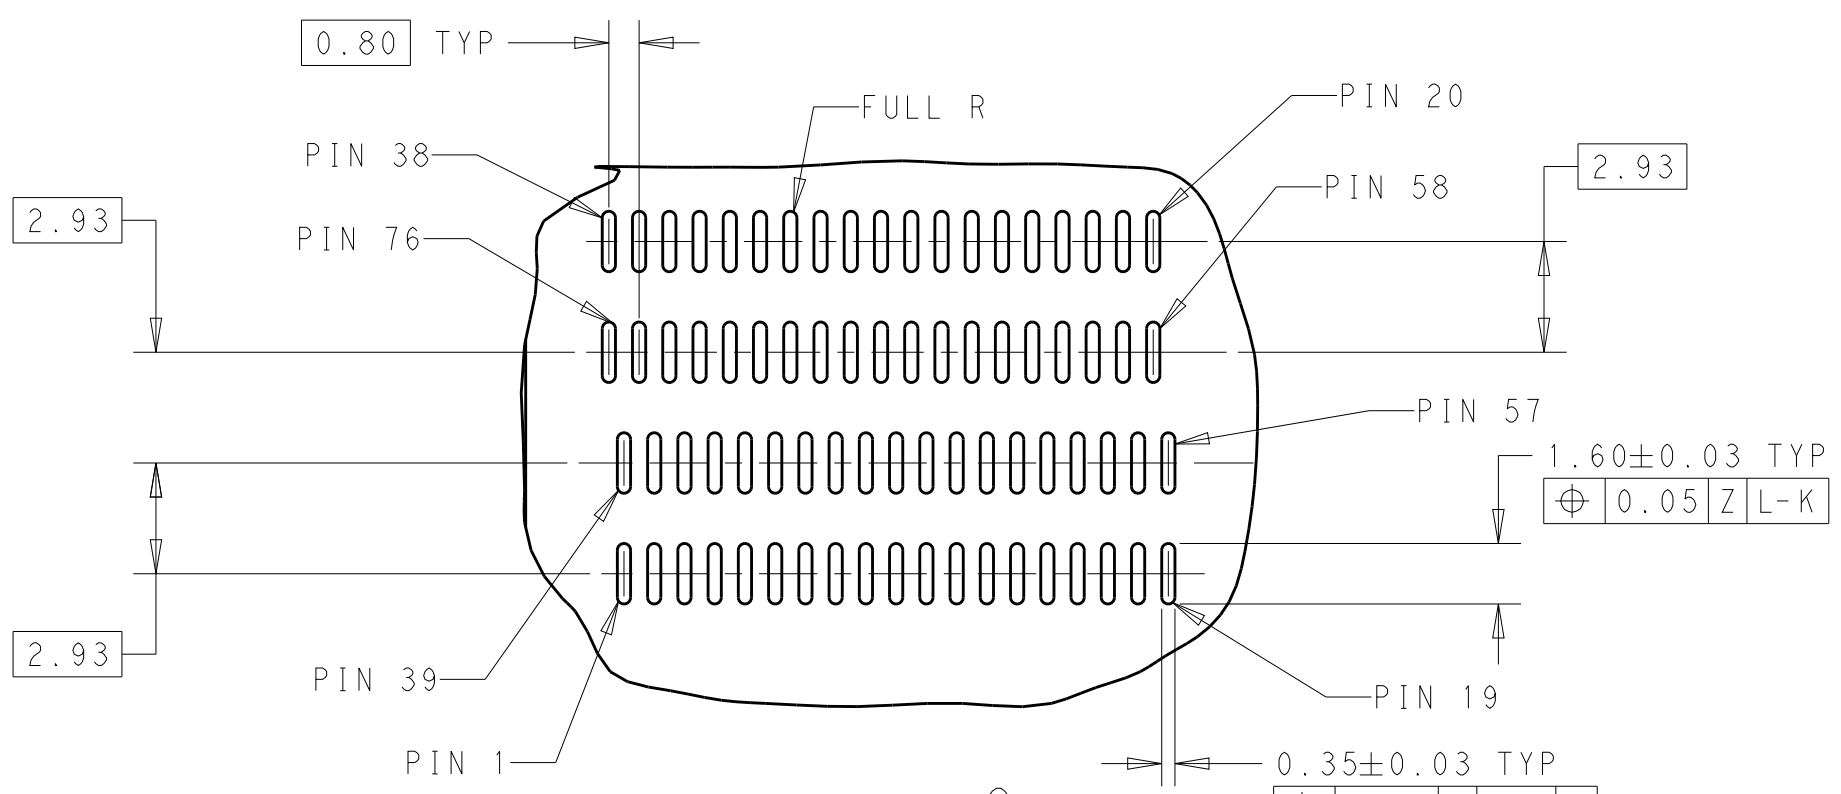 0.80 TYP
FULL R
PIN 20
PIN 38
2.93
PIN 58
2.93
PIN 76
PIN 57
1.60±0.03 TYP
⌖ 0.05 Z L-K
2.93
PIN 39
PIN 19
PIN 1
0.35±0.03 TYP